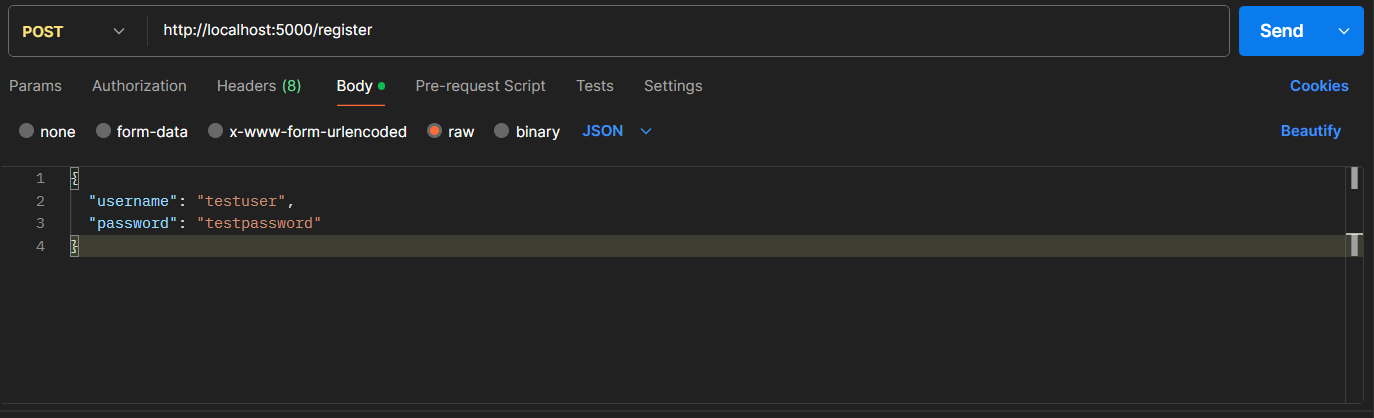 POST http://localhost:5000/register Send
Params Authorization Headers (8) Body Pre-request Script Tests Settings Cookies
none form-data x-www-form-urlencoded raw binary JSON Beautify
1 {
2 "username": "testuser",
3 "password": "testpassword"
4 }